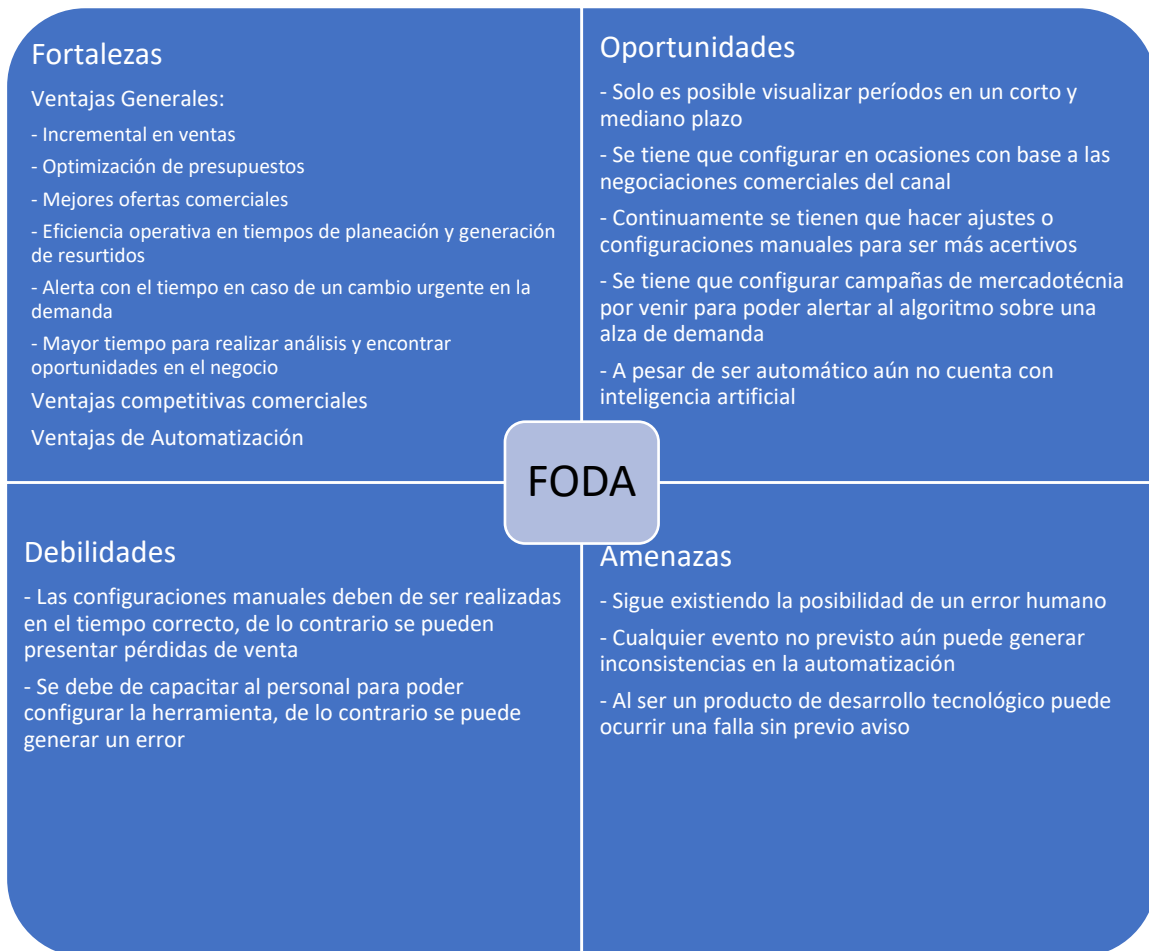 Fortalezas
Ventajas Generales:
- Incremental en ventas
- Optimización de presupuestos
- Mejores ofertas comerciales
- Eficiencia operativa en tiempos de planeación y generación
de resurtidos
- Alerta con el tiempo en caso de un cambio urgente en la
demanda
- Mayor tiempo para realizar análisis y encontrar
oportunidades en el negocio
Ventajas competitivas comerciales
Ventajas de Automatización
Oportunidades
- Solo es posible visualizar períodos en un corto y
mediano plazo
- Se tiene que configurar en ocasiones con base a las
negociaciones comerciales del canal
- Continuamente se tienen que hacer ajustes o
configuraciones manuales para ser más acertivos
- Se tiene que configurar campañas de mercadotécnia
por venir para poder alertar al algoritmo sobre una
alza de demanda
- A pesar de ser automático aún no cuenta con
inteligencia artificial
FODA
Debilidades
- Las configuraciones manuales deben de ser realizadas
en el tiempo correcto, de lo contrario se pueden
presentar pérdidas de venta
- Se debe de capacitar al personal para poder
configurar la herramienta, de lo contrario se puede
generar un error
Amenazas
- Sigue existiendo la posibilidad de un error humano
- Cualquier evento no previsto aún puede generar
inconsistencias en la automatización
- Al ser un producto de desarrollo tecnológico puede
ocurrir una falla sin previo aviso